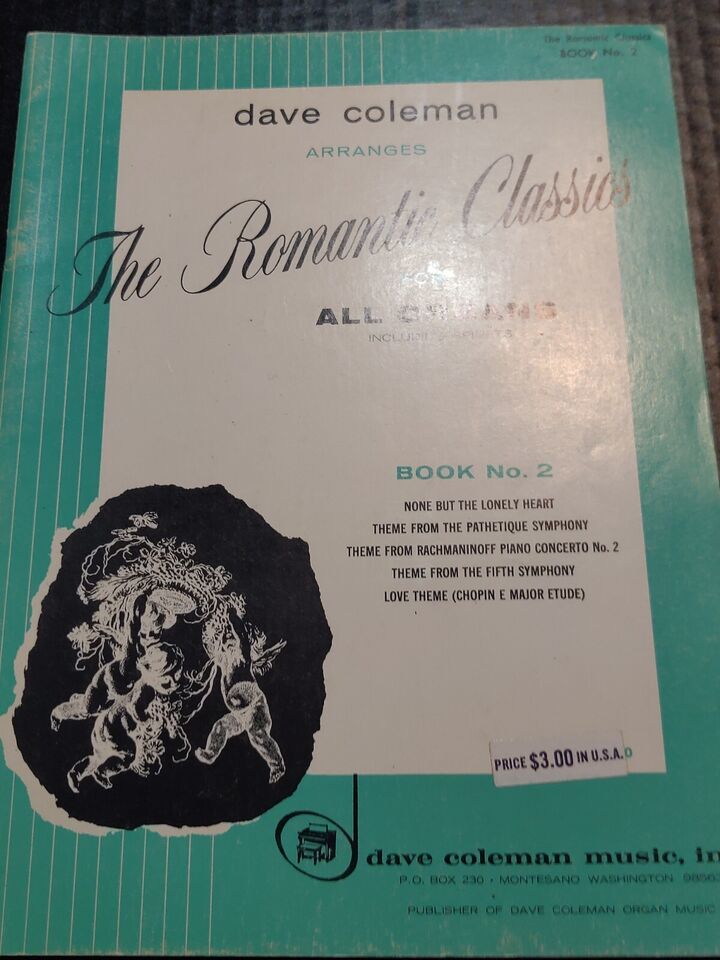 The Romantic Classics
BOOK No. 2
dave coleman
ARRANGES
The Romantic Classics
FOR
ALL ORGANS
BOOK No. 2
NONE BUT THE LONELY HEART
THEME FROM THE PATHETIQUE SYMPHONY
THEME FROM RACHMANINOFF PIANO CONCERTO No. 2
THEME FROM THE FIFTH SYMPHONY
LOVE THEME (CHOPIN E MAJOR ETUDE)
PRICE $3.00 IN U.S.A.
dave coleman music, in
P.O. BOX 230 • MONTESANO WASHINGTON 9856
PUBLISHER OF DAVE COLEMAN ORGAN MUSIC